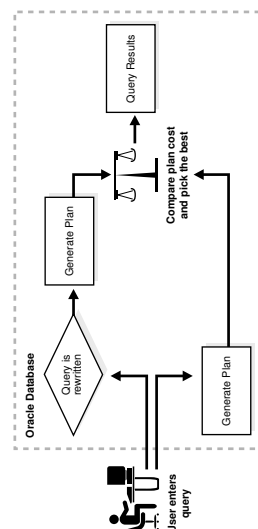 Oracle Database
User enters
query
Query is
rewritten
Generate Plan
Generate Plan
Compare plan cost
and pick the best
Query Results